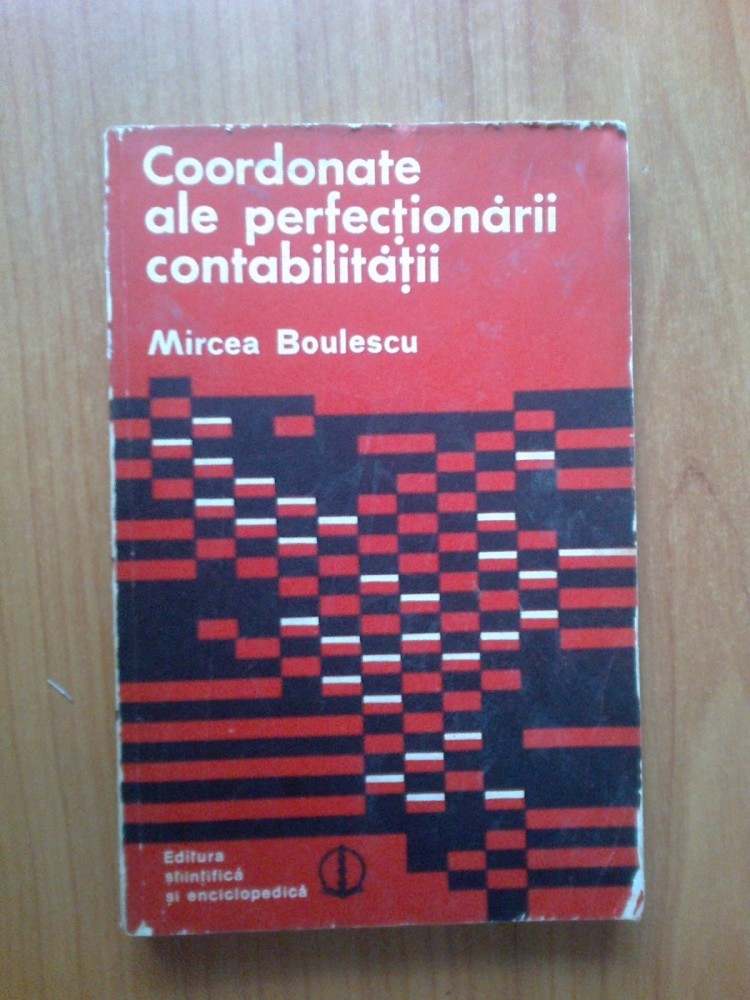 Coordonate
ale perfecționării
contabilității
Mircea Boulescu
Editura
științifică
și enciclopedică